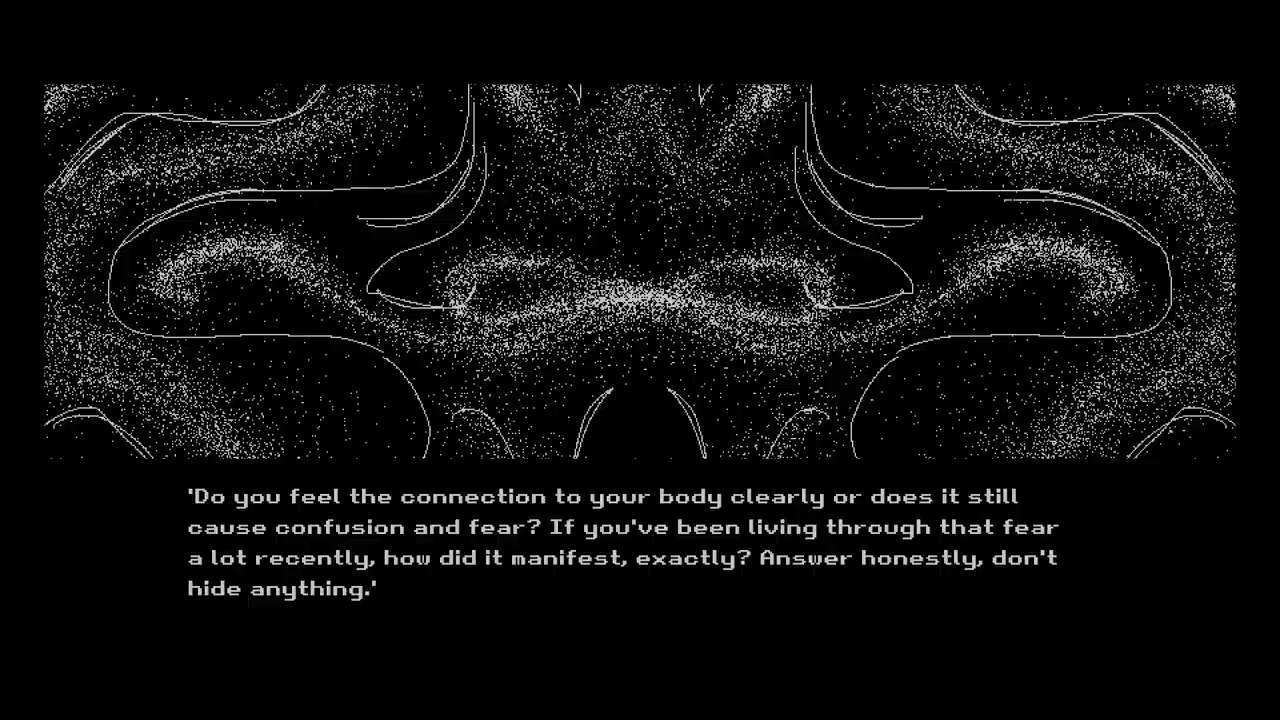 'Do you feel the connection to your body clearly or does it still
cause confusion and fear? If you've been living through that fear
a lot recently, how did it manifest, exactly? Answer honestly, don't
hide anything.'